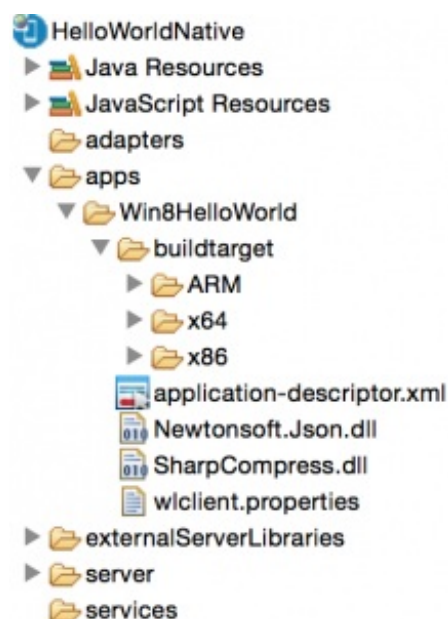 HelloWorldNative
Java Resources
JavaScript Resources
adapters
apps
Win8HelloWorld
buildtarget
ARM
x64
x86
application-descriptor.xml
Newtonsoft.Json.dll
SharpCompress.dll
wlclient.properties
externalServerLibraries
server
services